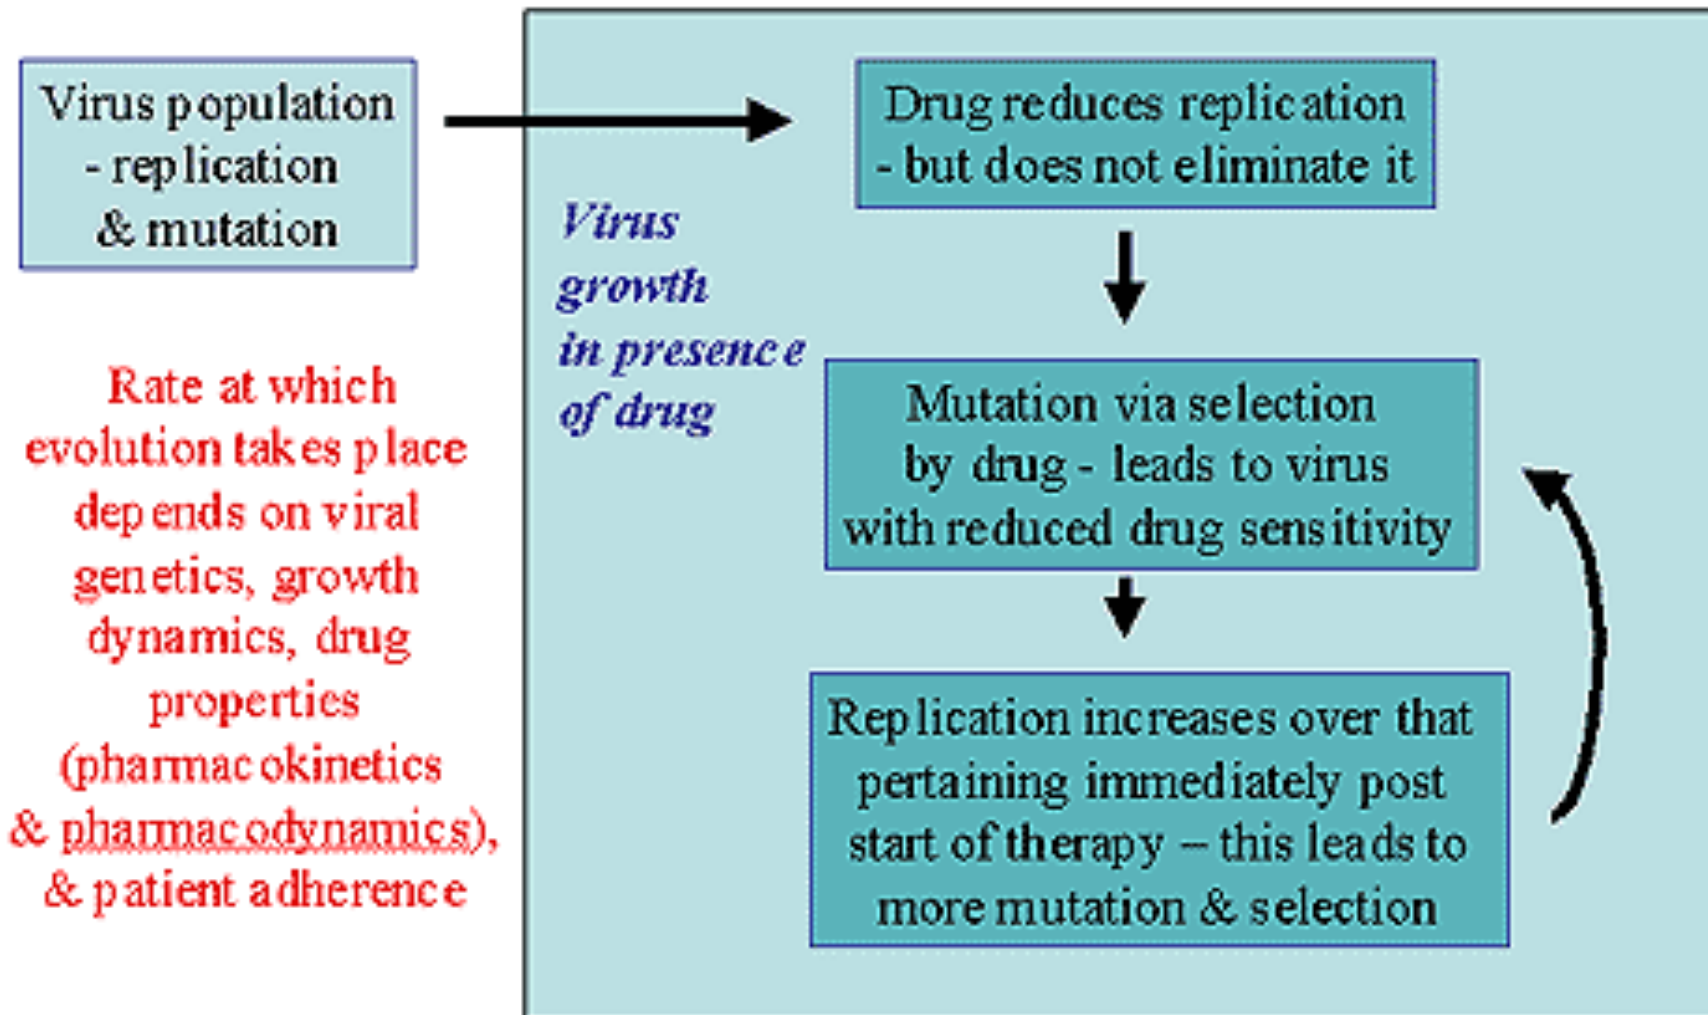 Virus population
- replication
& mutation
Rate at which
evolution takes place
depends on viral
genetics, growth
dynamics, drug
properties
(pharmacokinetics
& pharmacodynamics),
& patient adherence
Virus
growth
in presence
of drug
Drug reduces replication
- but does not eliminate it
Mutation via selection
by drug - leads to virus
with reduced drug sensitivity
Replication increases over that
pertaining immediately post
start of therapy – this leads to
more mutation & selection